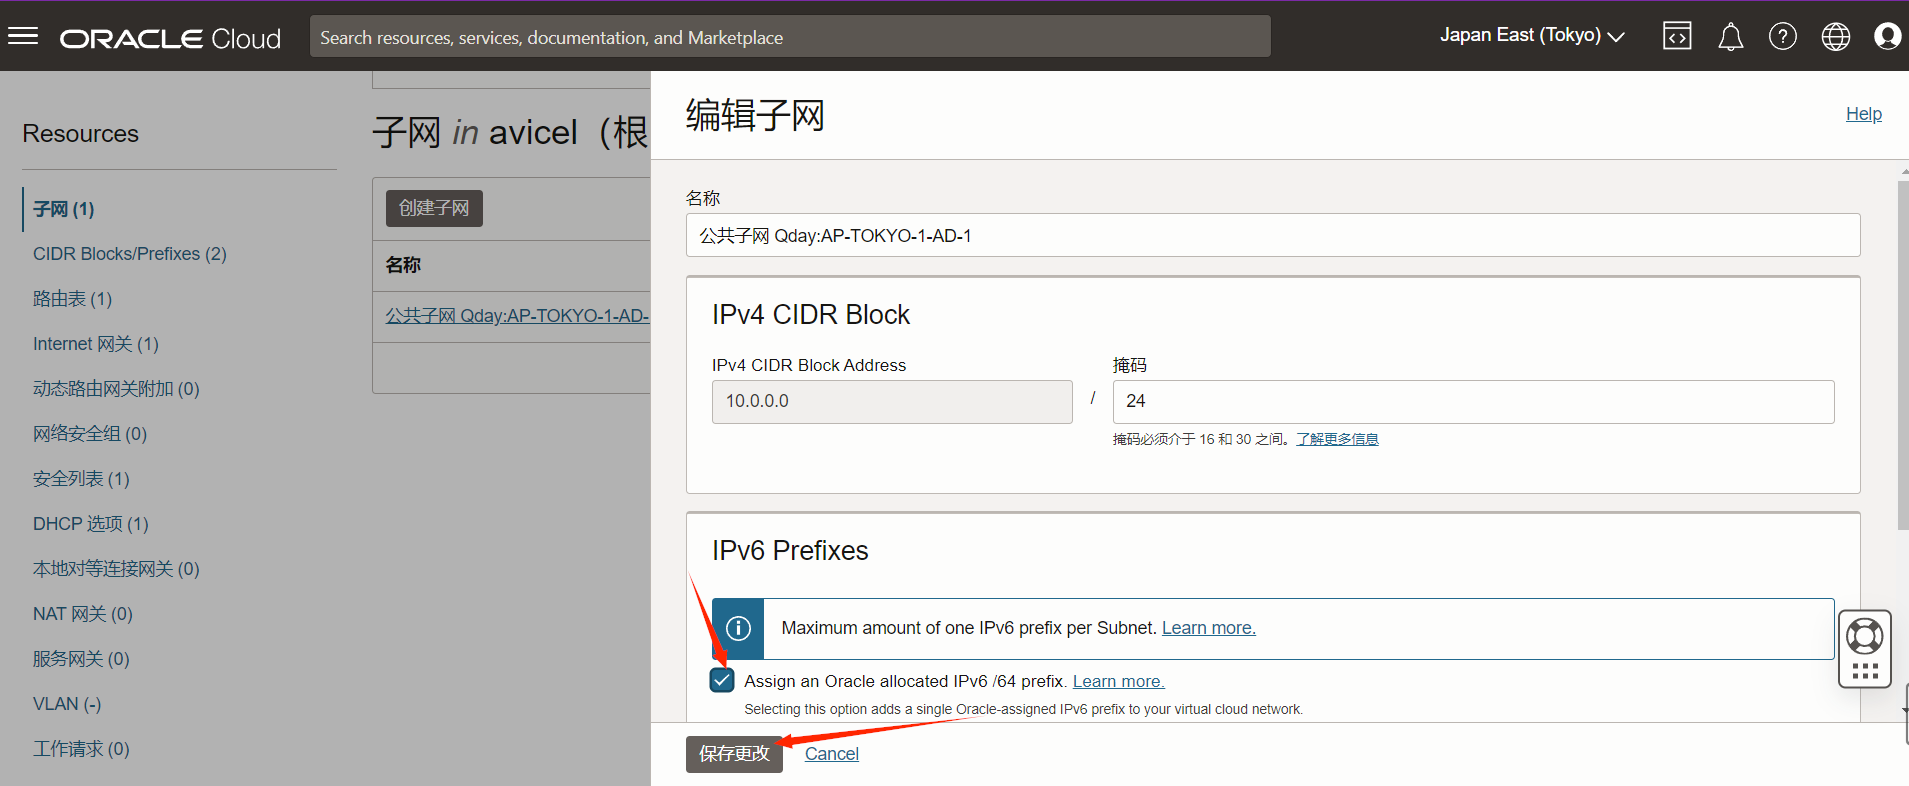 ORACLE Cloud
Search resources, services, documentation, and Marketplace
Japan East (Tokyo)
Resources
子网 (1)
CIDR Blocks/Prefixes (2)
路由表 (1)
Internet 网关 (1)
动态路由网关附加 (0)
网络安全组 (0)
安全列表 (1)
DHCP 选项 (1)
本地对等连接网关 (0)
NAT 网关 (0)
服务网关 (0)
VLAN (-)
工作请求 (0)
子网 in avicel（根
创建子网
名称
公共子网 Qday:AP-TOKYO-1-AD-
编辑子网
Help
名称
公共子网 Qday:AP-TOKYO-1-AD-1
IPv4 CIDR Block
IPv4 CIDR Block Address
掩码
10.0.0.0
/
24
掩码必须介于 16 和 30 之间。了解更多信息
IPv6 Prefixes
Maximum amount of one IPv6 prefix per Subnet. Learn more.
Assign an Oracle allocated IPv6 /64 prefix. Learn more.
Selecting this option adds a single Oracle-assigned IPv6 prefix to your virtual cloud network.
保存更改
Cancel